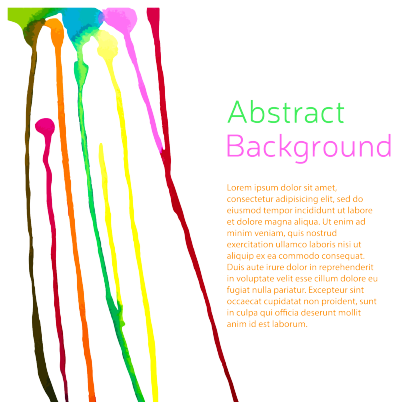 Abstract
Background
Lorem ipsum dolor sit amet,
consectetur adipisicing elit, sed do
eiusmod tempor incididunt ut labore
et dolore magna aliqua. Ut enim ad
minim veniam, quis nostrud
exercitation ullamco laboris nisi ut
aliquip ex ea commodo consequat.
Duis aute irure dolor in reprehenderit
in voluptate velit esse cillum dolore eu
fugiat nulla pariatur. Excepteur sint
occaecat cupidatat non proident, sunt
in culpa qui officia deserunt mollit
anim id est laborum.